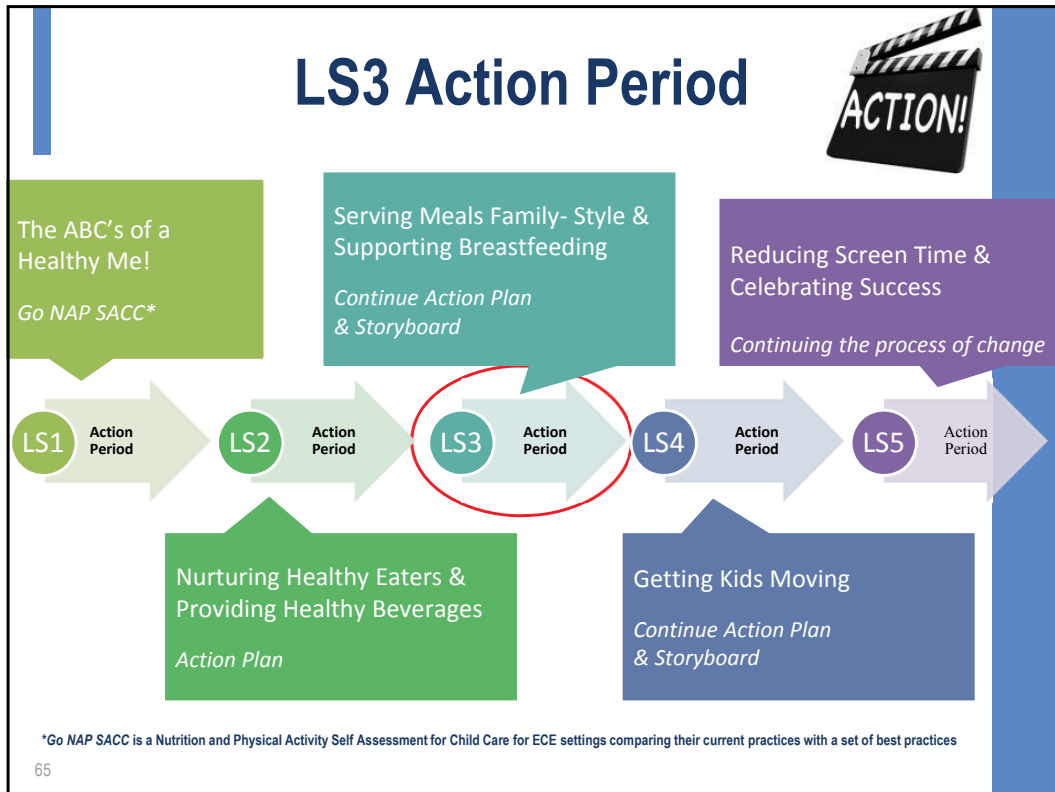 LS3 Action Period
ACTION!
The ABC’s of a
Healthy Me!
Go NAP SACC*
Serving Meals Family- Style &
Supporting Breastfeeding
Continue Action Plan
& Storyboard
Reducing Screen Time &
Celebrating Success
Continuing the process of change
LS1
Action
Period
LS2
Action
Period
LS3
Action
Period
LS4
Action
Period
LS5
Action
Period
Nurturing Healthy Eaters &
Providing Healthy Beverages
Action Plan
Getting Kids Moving
Continue Action Plan
& Storyboard
*Go NAP SACC is a Nutrition and Physical Activity Self Assessment for Child Care for ECE settings comparing their current practices with a set of best practices
65